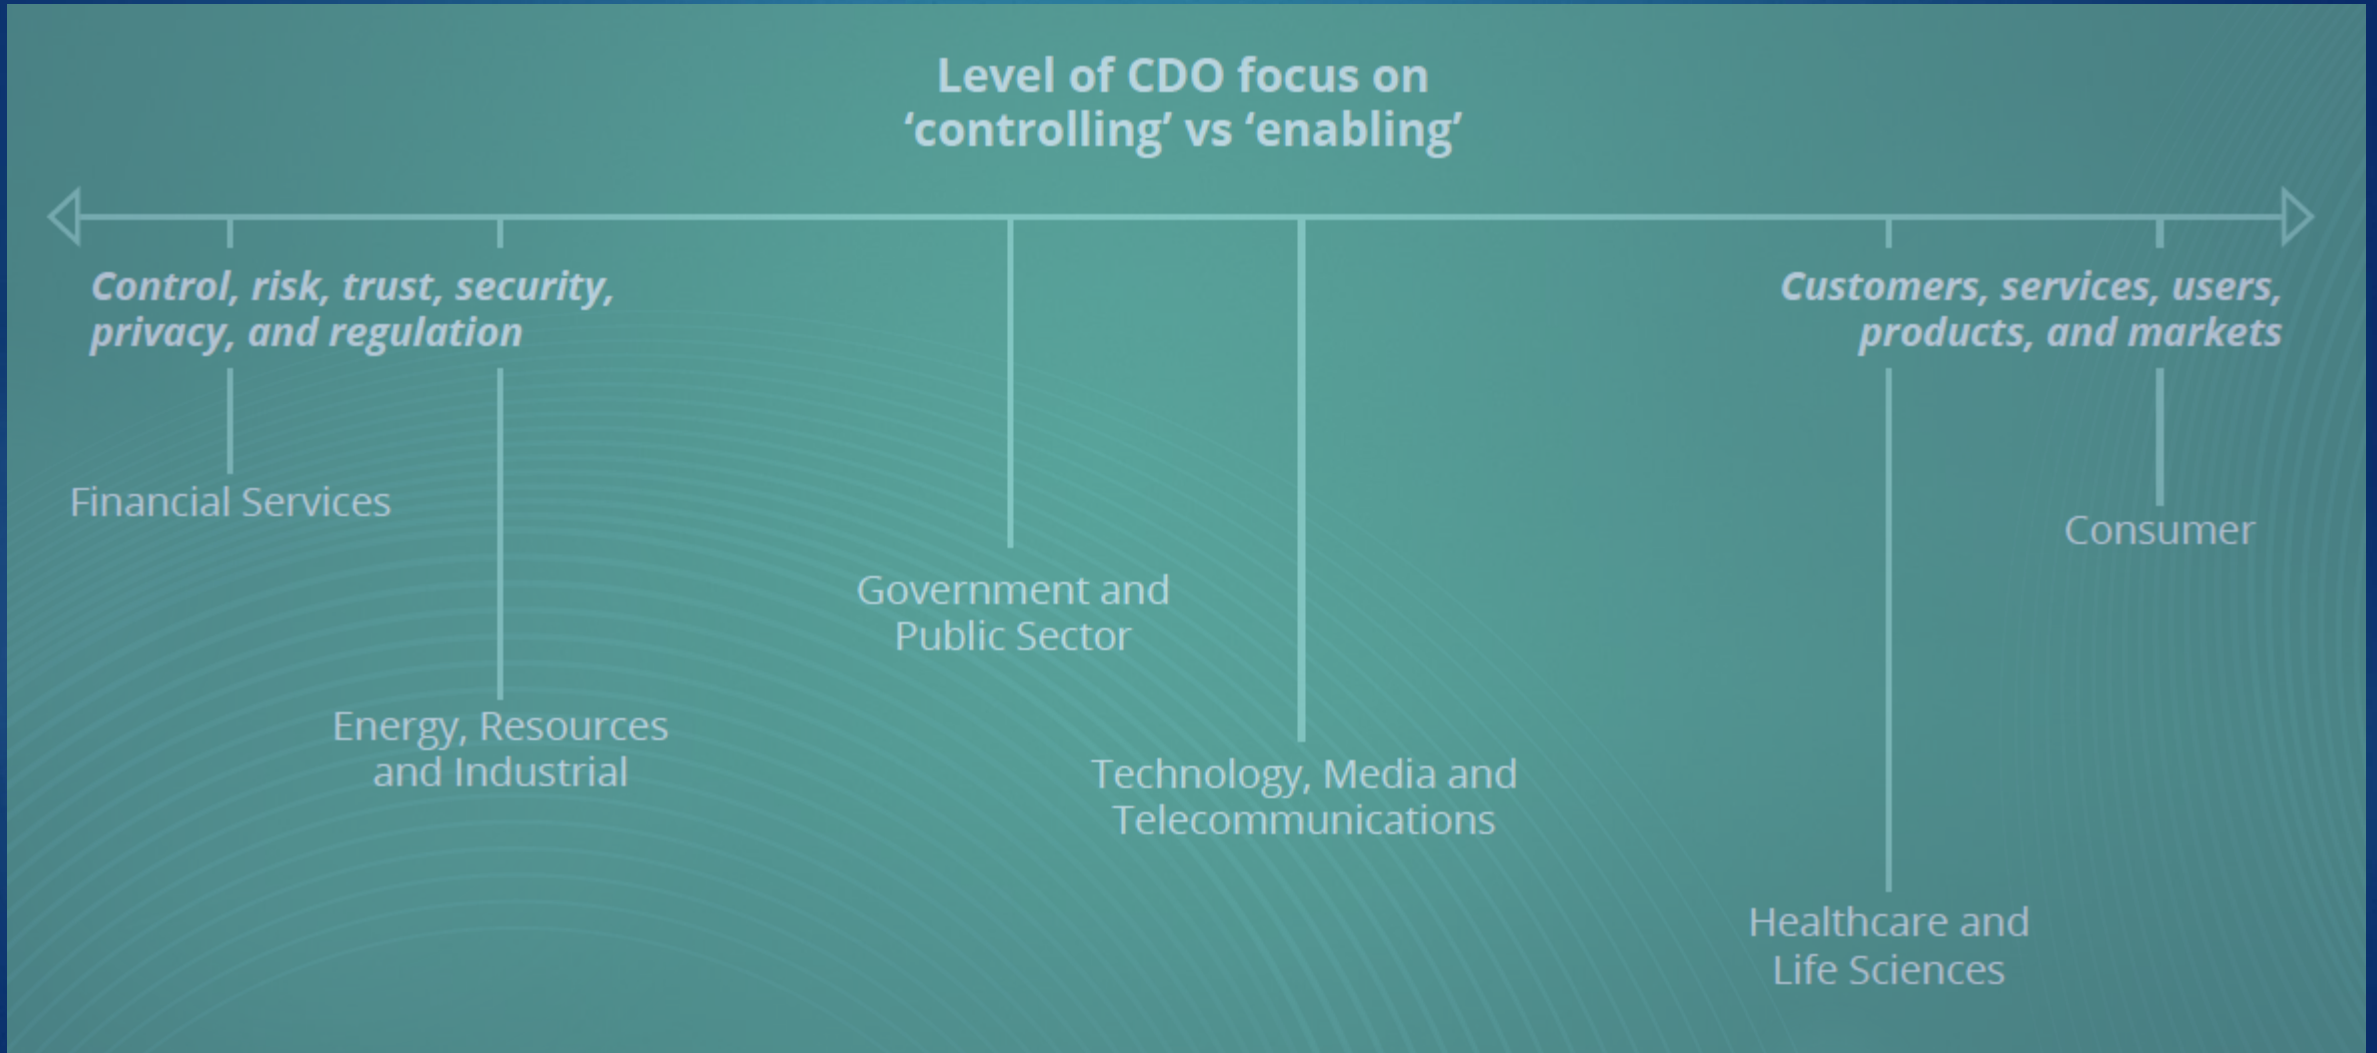 Level of CDO focus on
‘controlling’ vs ‘enabling’
Control, risk, trust, security,
privacy, and regulation
Customers, services, users,
products, and markets
Financial Services
Consumer
Government and
Public Sector
Energy, Resources
and Industrial
Technology, Media and
Telecommunications
Healthcare and
Life Sciences